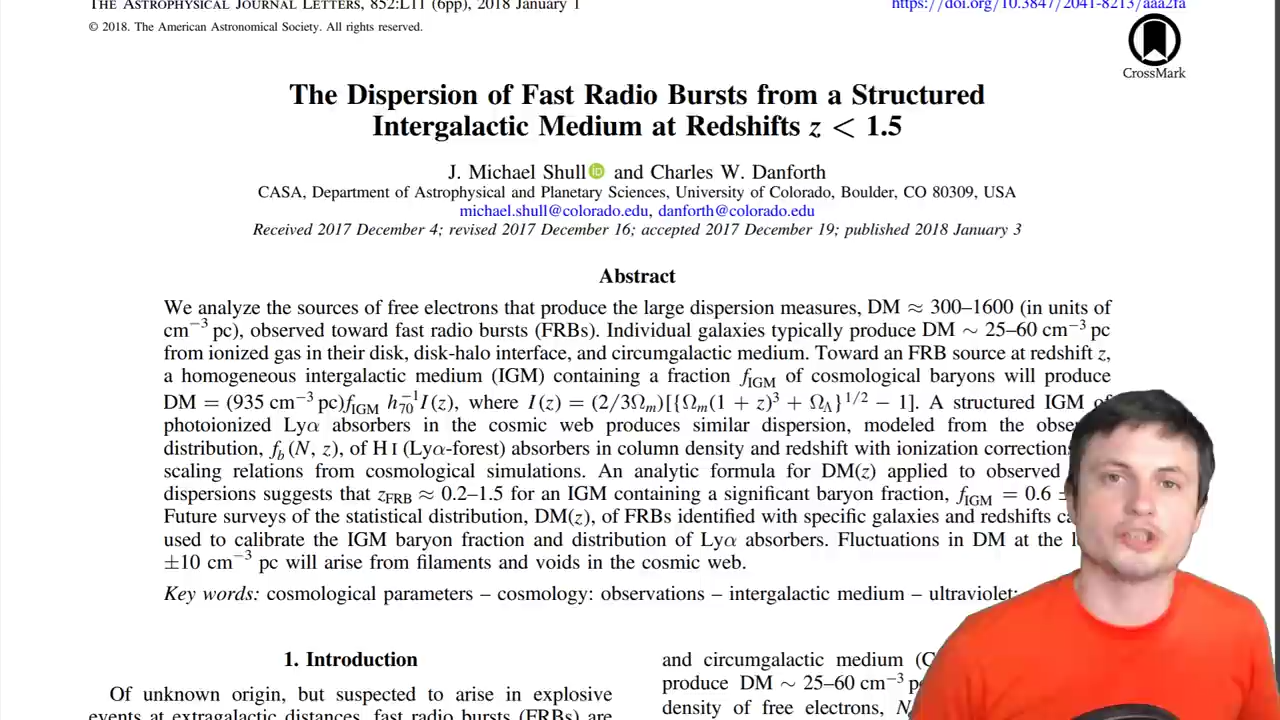 THE ASTROPHYSICAL JOURNAL LETTERS, 852:L11 (6pp), 2018 January 1
https://doi.org/10.3847/2041-8213/aaa2fa
© 2018. The American Astronomical Society. All rights reserved.
CrossMark
The Dispersion of Fast Radio Bursts from a Structured
Intergalactic Medium at Redshifts z < 1.5
J. Michael Shull iD and Charles W. Danforth
CASA, Department of Astrophysical and Planetary Sciences, University of Colorado, Boulder, CO 80309, USA
michael.shull@colorado.edu, danforth@colorado.edu
Received 2017 December 4; revised 2017 December 16; accepted 2017 December 19; published 2018 January 3
Abstract
We analyze the sources of free electrons that produce the large dispersion measures, DM ≈ 300–1600 (in units of
cm⁻³ pc), observed toward fast radio bursts (FRBs). Individual galaxies typically produce DM ∼ 25–60 cm⁻³ pc
from ionized gas in their disk, disk-halo interface, and circumgalactic medium. Toward an FRB source at redshift z,
a homogeneous intergalactic medium (IGM) containing a fraction f_IGM of cosmological baryons will produce
DM = (935 cm⁻³ pc)f_IGM h₇₀⁻¹I(z), where I(z) = (2/3Ωₘ)[{Ωₘ(1 + z)³ + Ω_Λ}^1/2 − 1]. A structured IGM of
photoionized Lyα absorbers in the cosmic web produces similar dispersion, modeled from the
distribution, f_b(N, z), of H I (Lyα-forest) absorbers in column density and redshift with ionization corrections
scaling relations from cosmological simulations. An analytic formula for DM(z) applied to observed
dispersions suggests that z_FRB ≈ 0.2–1.5 for an IGM containing a significant baryon fraction, f_IGM = 0.6
Future surveys of the statistical distribution, DM(z), of FRBs identified with specific galaxies and redshifts
used to calibrate the IGM baryon fraction and distribution of Lyα absorbers. Fluctuations in DM at the
±10 cm⁻³ pc will arise from filaments and voids in the cosmic web.
Key words: cosmological parameters – cosmology: observations – intergalactic medium – ultraviolet:
1. Introduction
Of unknown origin, but suspected to arise in explosive
events at extragalactic distances, fast radio bursts (FRBs) are
and circumgalactic medium
produce DM ∼ 25–60 cm⁻³
density of free electrons,